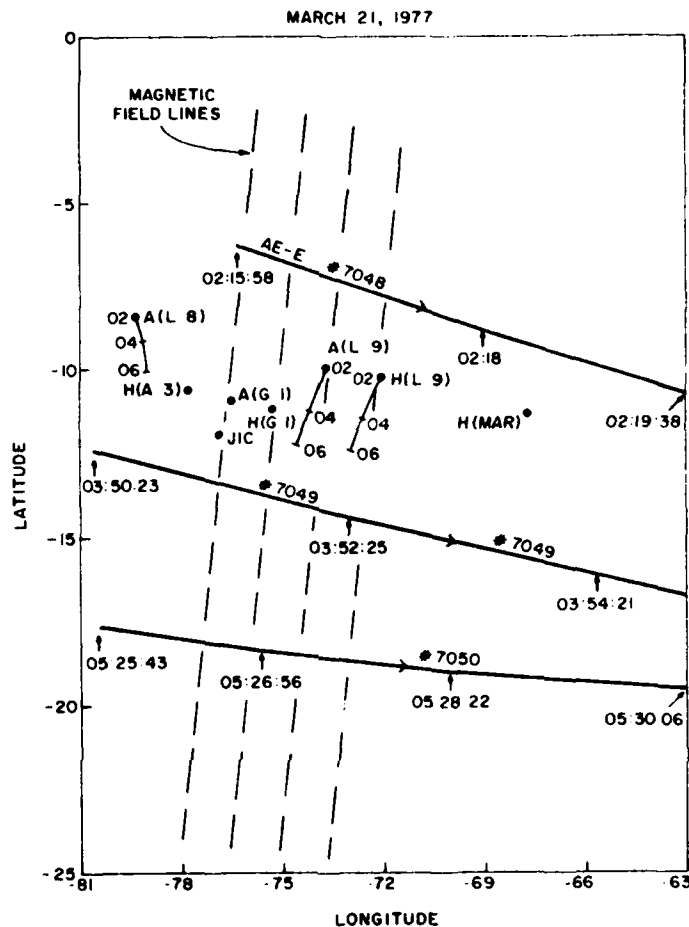 MARCH 21, 1977
0
MAGNETIC
FIELD LINES
-5
AE-E
# 7048
02:15:58
02 A(L 8)
04
06
A(L 9)
02
02 H(L 9)
02:18
-10
H(A 3)
A(G 1)
H(G 1)
04
04
H(MAR)
02:19:38
JIC
06
06
LATITUDE
03:50:23
# 7049
03:52:25
# 7049
-15
03:54:21
05:25:43
05:26:56
# 7050
05:28 22
05:30 06
-20
-25
-81
-78
-75
-72
-69
-66
-63
LONGITUDE